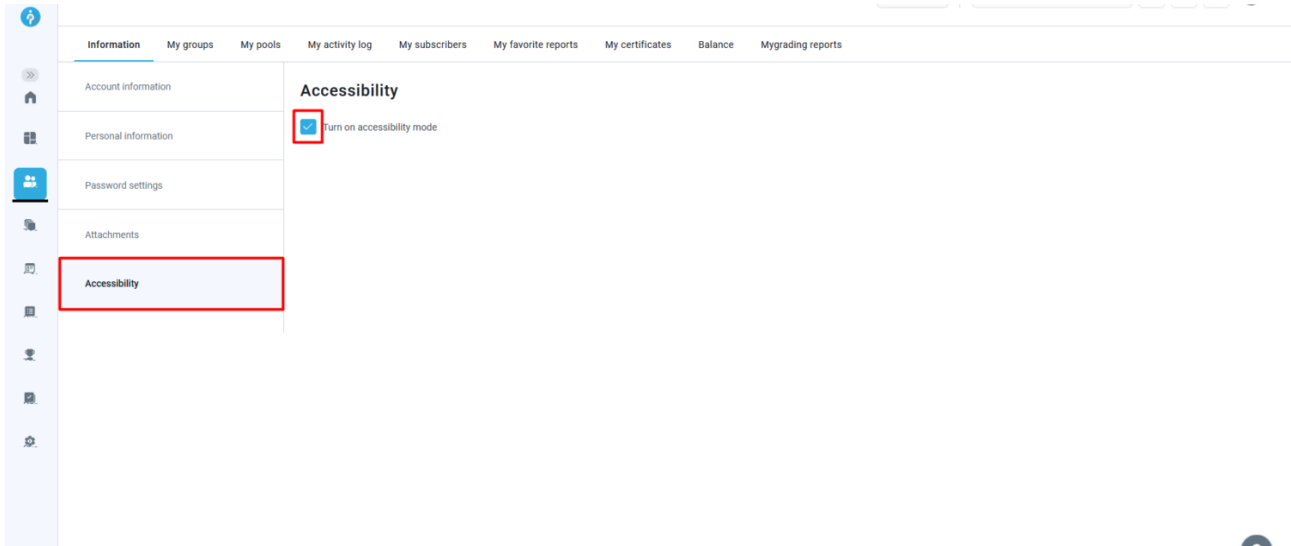 Information My groups My pools My activity log My subscribers My favorite reports My certificates Balance Mygrading reports
Account information
Personal information
Password settings
Attachments
Accessibility
Accessibility
Turn on accessibility mode